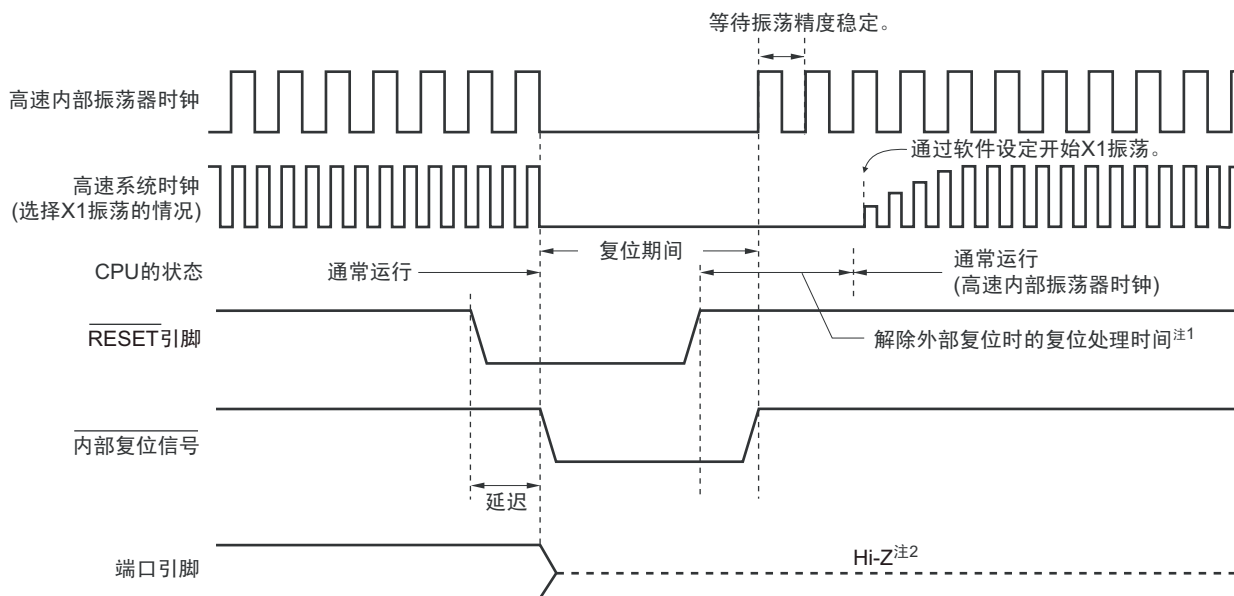 等待振荡精度稳定。
高速内部振荡器时钟
通过软件设定开始X1振荡。
高速系统时钟
(选择X1振荡的情况)
复位期间
CPU的状态
通常运行
通常运行
(高速内部振荡器时钟)
RESET引脚
解除外部复位时的复位处理时间注1
内部复位信号
延迟
端口引脚
Hi-Z注2